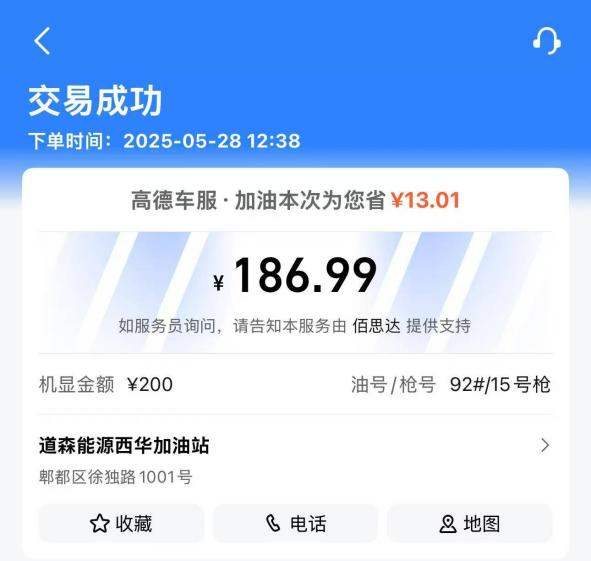 交易成功
下单时间：2025-05-28 12:38
高德车服·加油本次为您省 ¥13.01
¥ 186.99
如服务员询问，请告知本服务由 佰思达 提供支持
机显金额 ¥200 油号/枪号 92#/15号枪
道森能源西华加油站
郫都区徐独路1001号
收藏 电话 地图